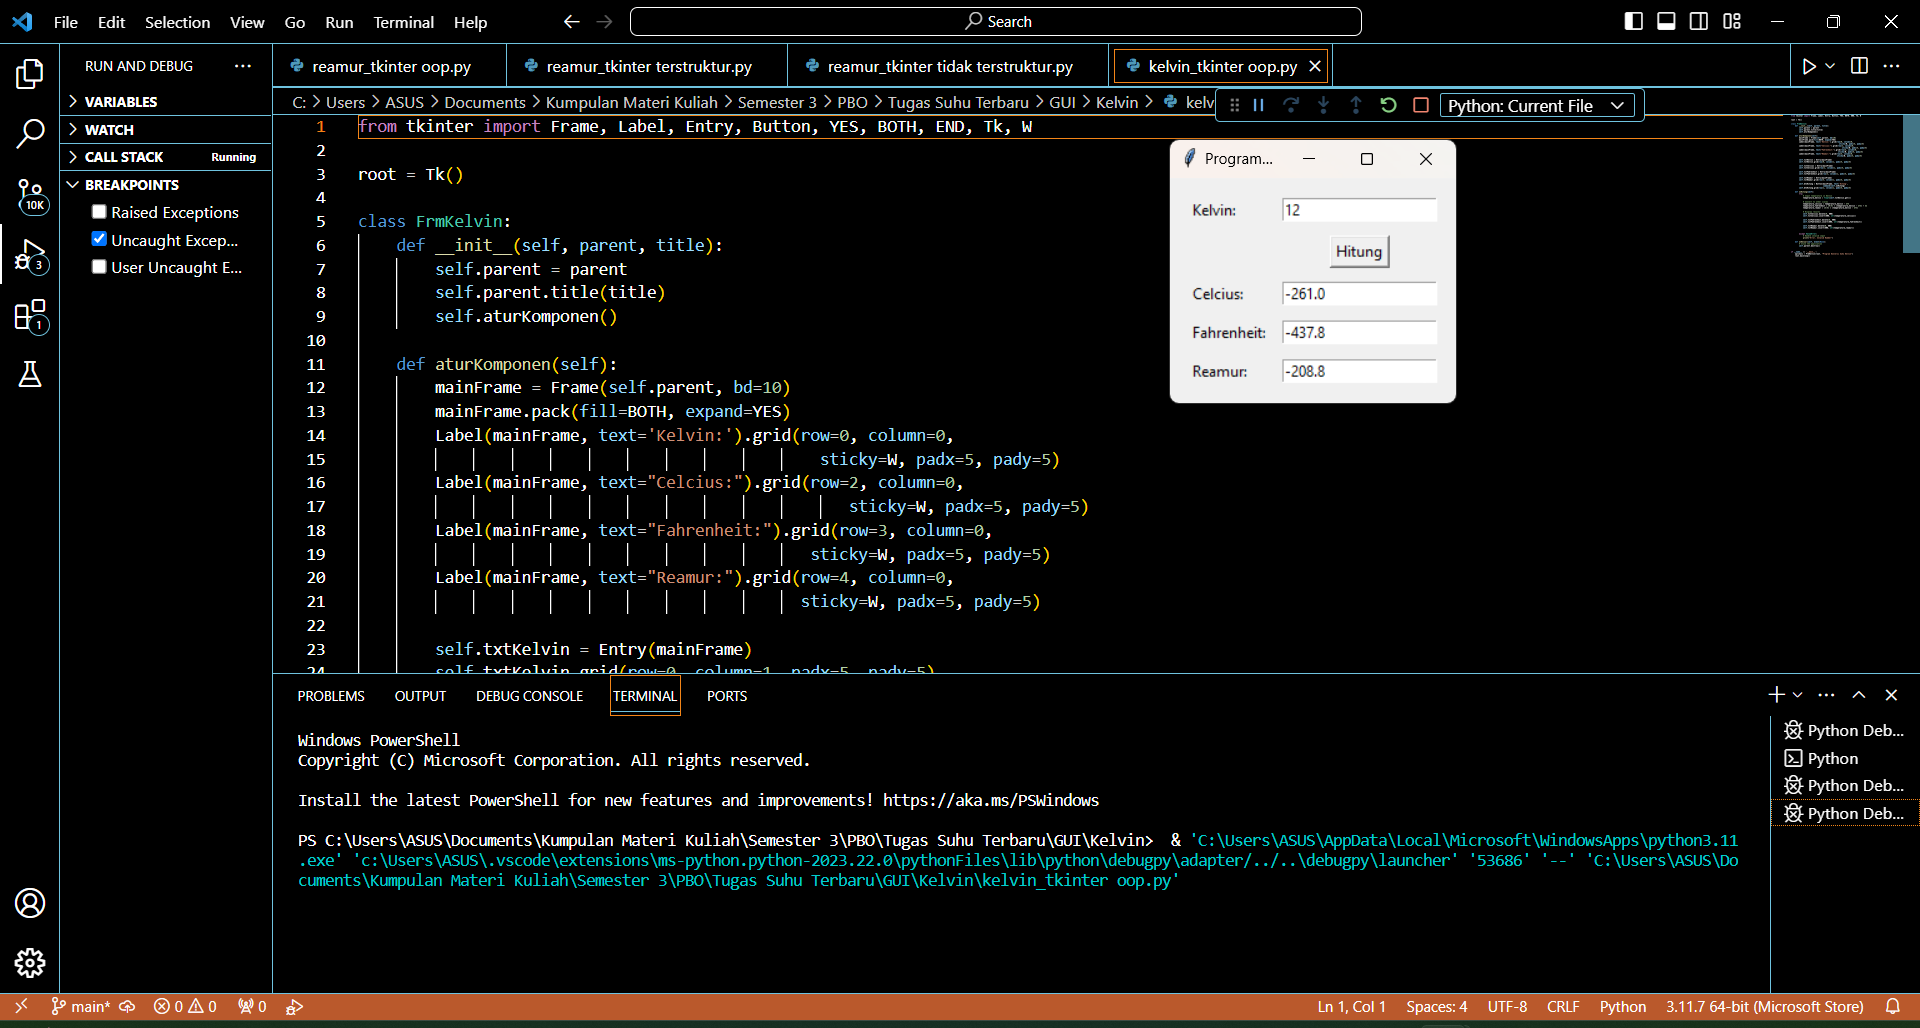 File Edit Selection View Go Run Terminal Help
Search
RUN AND DEBUG
VARIABLES
WATCH
CALL STACK Running
BREAKPOINTS
Raised Exceptions
Uncaught Excep...
User Uncaught E...
10K
3
1
reamur_tkinter oop.py reamur_tkinter terstruktur.py reamur_tkinter tidak terstruktur.py kelvin_tkinter oop.py
C: > Users > ASUS > Documents > Kumpulan Materi Kuliah > Semester 3 > PBO > Tugas Suhu Terbaru > GUI > Kelvin > kelv
Python: Current File
1 from tkinter import Frame, Label, Entry, Button, YES, BOTH, END, Tk, W
2
3 root = Tk()
4
5 class FrmKelvin:
6 def __init__(self, parent, title):
7 self.parent = parent
8 self.parent.title(title)
9 self.aturKomponen()
10
11 def aturKomponen(self):
12 mainFrame = Frame(self.parent, bd=10)
13 mainFrame.pack(fill=BOTH, expand=YES)
14 Label(mainFrame, text='Kelvin:').grid(row=0, column=0,
15 sticky=W, padx=5, pady=5)
16 Label(mainFrame, text="Celcius:").grid(row=2, column=0,
17 sticky=W, padx=5, pady=5)
18 Label(mainFrame, text="Fahrenheit:").grid(row=3, column=0,
19 sticky=W, padx=5, pady=5)
20 Label(mainFrame, text="Reamur:").grid(row=4, column=0,
21 sticky=W, padx=5, pady=5)
22
23 self.txtKelvin = Entry(mainFrame)
24 self.txtKelvin.grid(row=0, column=1, padx=5, pady=5)
Program...
Kelvin: 12
Hitung
Celcius: -261.0
Fahrenheit: -437.8
Reamur: -208.8
PROBLEMS OUTPUT DEBUG CONSOLE TERMINAL PORTS
Windows PowerShell
Copyright (C) Microsoft Corporation. All rights reserved.
Install the latest PowerShell for new features and improvements! https://aka.ms/PSWindows
PS C:\Users\ASUS\Documents\Kumpulan Materi Kuliah\Semester 3\PBO\Tugas Suhu Terbaru\GUI\Kelvin> & 'C:\Users\ASUS\AppData\Local\Microsoft\WindowsApps\python3.11
.exe' 'c:\Users\ASUS\.vscode\extensions\ms-python.python-2023.22.0\pythonFiles\lib\python\debugpy\adapter/../..\debugpy\launcher' '53686' '--' 'C:\Users\ASUS\Do
cuments\Kumpulan Materi Kuliah\Semester 3\PBO\Tugas Suhu Terbaru\GUI\Kelvin\kelvin_tkinter oop.py'
Python Deb...
Python
Python Deb...
Python Deb...
main* 0 0 0 Ln 1, Col 1 Spaces: 4 UTF-8 CRLF Python 3.11.7 64-bit (Microsoft Store)